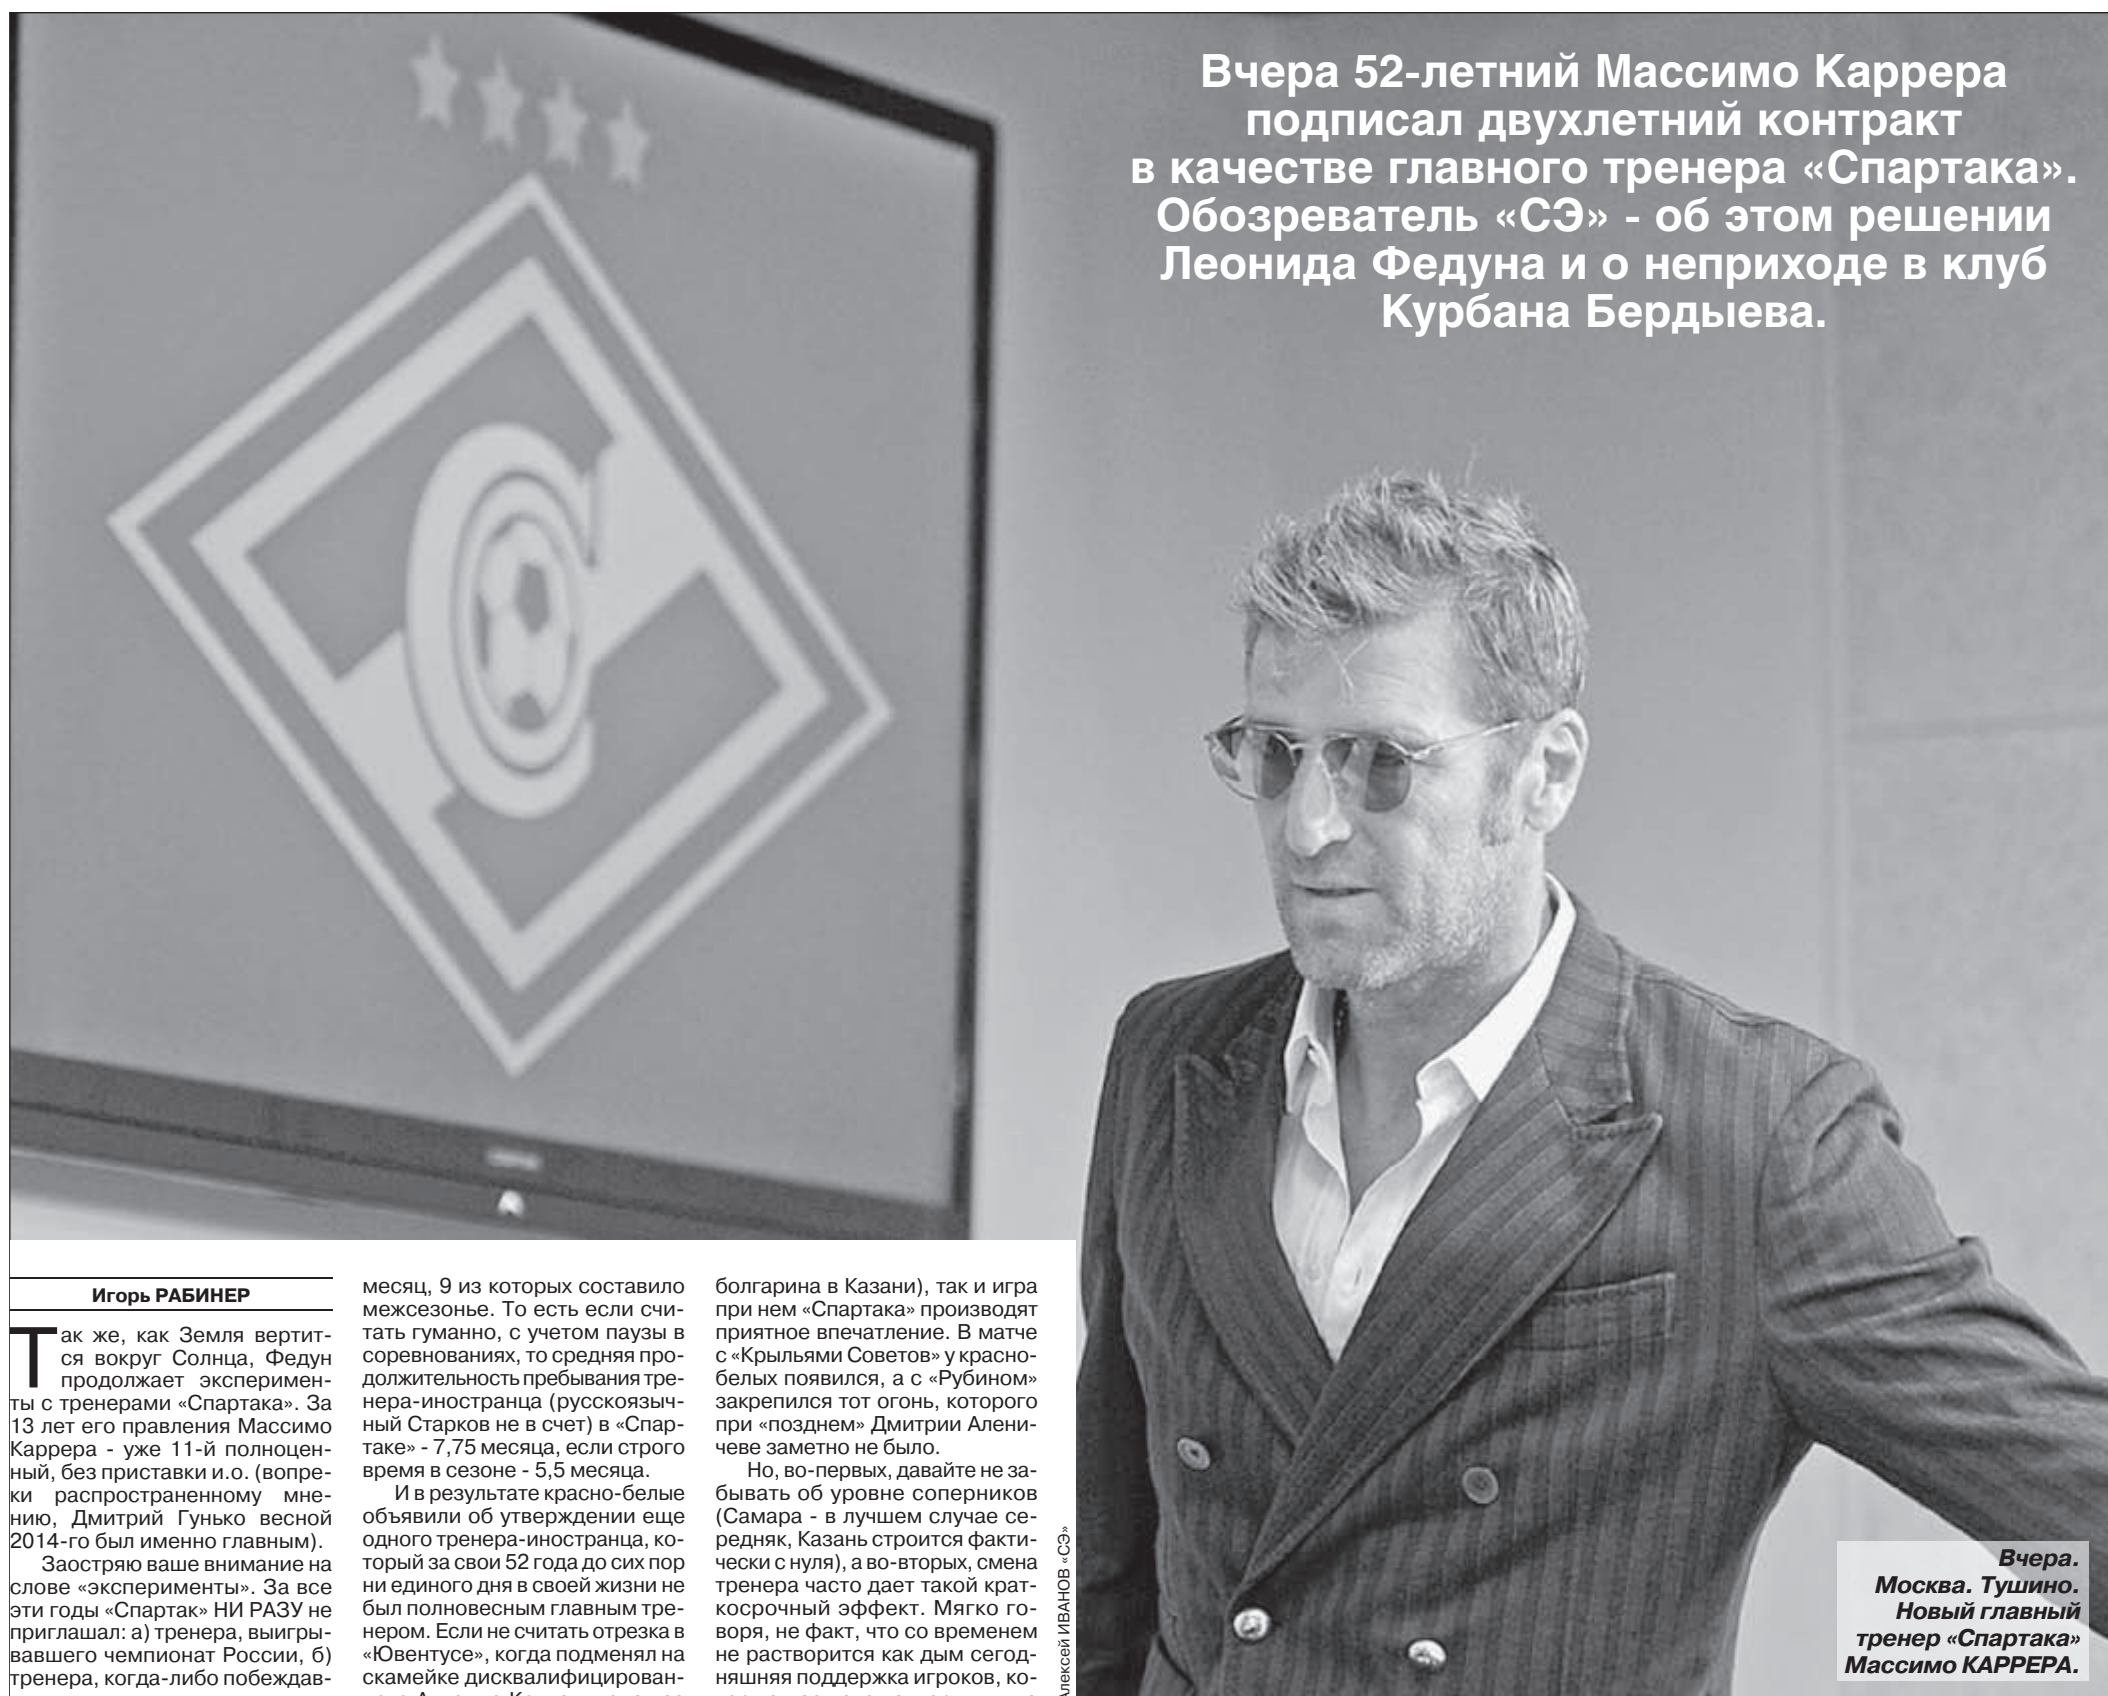 Вчера 52-летний Массимо Каррера
подписал двухлетний контракт
в качестве главного тренера «Спартака».
Обозреватель «СЭ» - об этом решении
Леонида Федуна и о неприходе в клуб
Курбана Бердыева.
Игорь РАБИНЕР
Так же, как Земля вертит-
ся вокруг Солнца, Федун
продолжает эксперимен-
ты с тренерами «Спартака». За
13 лет его правления Массимо
Каррера - уже 11-й полноцен-
ный, без приставки и.о. (вопре-
ки распространенному мне-
нию, Дмитрий Гунько весной
2014-го был именно главным).
Заостряю ваше внимание на
слове «эксперименты». За все
эти годы «Спартак» НИ РАЗУ не
приглашал: а) тренера, выигры-
вавшего чемпионат России, б)
тренера, когда-либо побеждав-
месяц, 9 из которых составило
межсезонье. То есть если счи-
тать гуманно, с учетом паузы в
соревнованиях, то средняя про-
должительность пребывания тре-
нера-иностранца (русскоязыч-
ный Старков не в счет) в «Спар-
таке» - 7,75 месяца, если строго
время в сезоне - 5,5 месяца.
И в результате красно-белые
объявили об утверждении еще
одного тренера-иностранца, ко-
торый за свои 52 года до сих пор
ни единого дня в своей жизни не
был полновесным главным тре-
нером. Если не считать отрезка в
«Ювентусе», когда подменял на
скамейке дисквалифицирован-
болгарина в Казани), так и игра
при нем «Спартака» производят
приятное впечатление. В матче
с «Крыльями Советов» у красно-
белых появился, а с «Рубином»
закрепился тот огонь, которого
при «позднем» Дмитрии Алени-
чеве заметно не было.
Но, во-первых, давайте не за-
бывать об уровне соперников
(Самара - в лучшем случае се-
редняк, Казань строится факти-
чески с нуля), а во-вторых, смена
тренера часто дает такой крат-
косрочный эффект. Мягко го-
воря, не факт, что со временем
не растворится как дым сегод-
няшняя поддержка игроков, ко-
Алексей ИВАНОВ «СЭ»
Вчера.
Москва. Тушино.
Новый главный
тренер «Спартака»
Массимо КАРРЕРА.